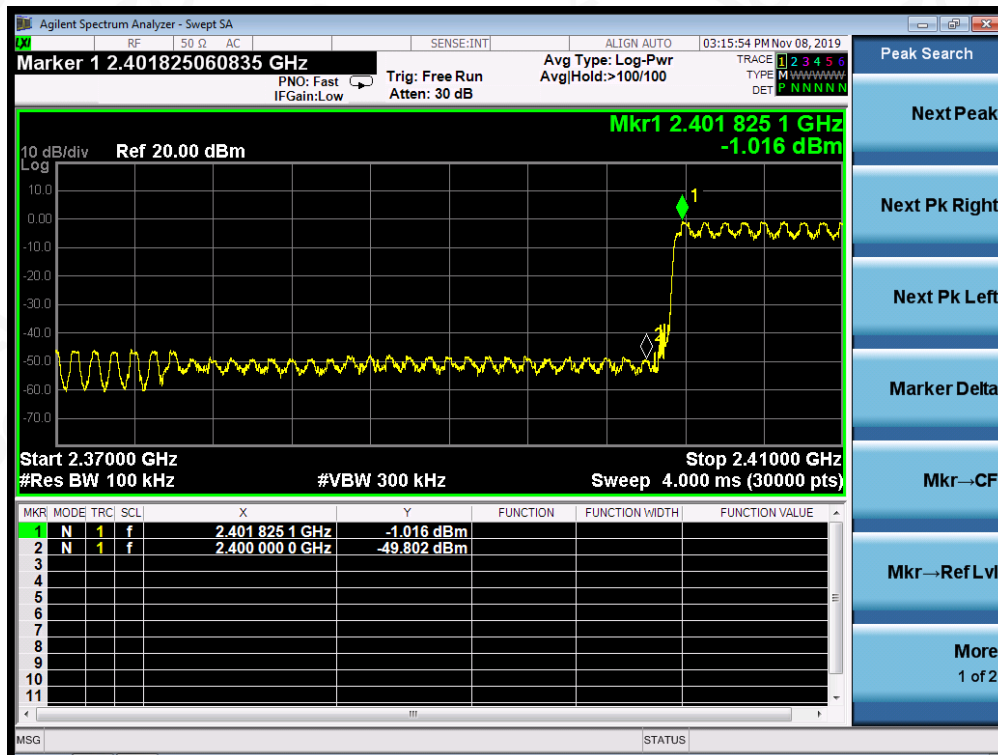 Agilent Spectrum Analyzer - Swept SA
LXI RF 50 Ω AC SENSE:INT ALIGN AUTO 03:15:54 PM Nov 08, 2019
Marker 1 2.401825060835 GHz
PNO: Fast
IFGain:Low
Trig: Free Run
Atten: 30 dB
Avg Type: Log-Pwr
Avg|Hold:>100/100
TRACE 1 2 3 4 5 6
TYPE M WWWWW
DET P N N N N N
Mkr1 2.401 825 1 GHz
-1.016 dBm
10 dB/div Ref 20.00 dBm
Log
10.0
0.00
-10.0
-20.0
-30.0
-40.0
-50.0
-60.0
-70.0
1
2
Start 2.37000 GHz Stop 2.41000 GHz
#Res BW 100 kHz #VBW 300 kHz Sweep 4.000 ms (30000 pts)
MKR MODE TRC SCL X Y FUNCTION FUNCTION WIDTH FUNCTION VALUE
1 N 1 f 2.401 825 1 GHz -1.016 dBm
2 N 1 f 2.400 000 0 GHz -49.802 dBm
3
4
5
6
7
8
9
10
11
MSG STATUS
Peak Search
Next Peak
Next Pk Right
Next Pk Left
Marker Delta
Mkr→CF
Mkr→Ref Lvl
More
1 of 2